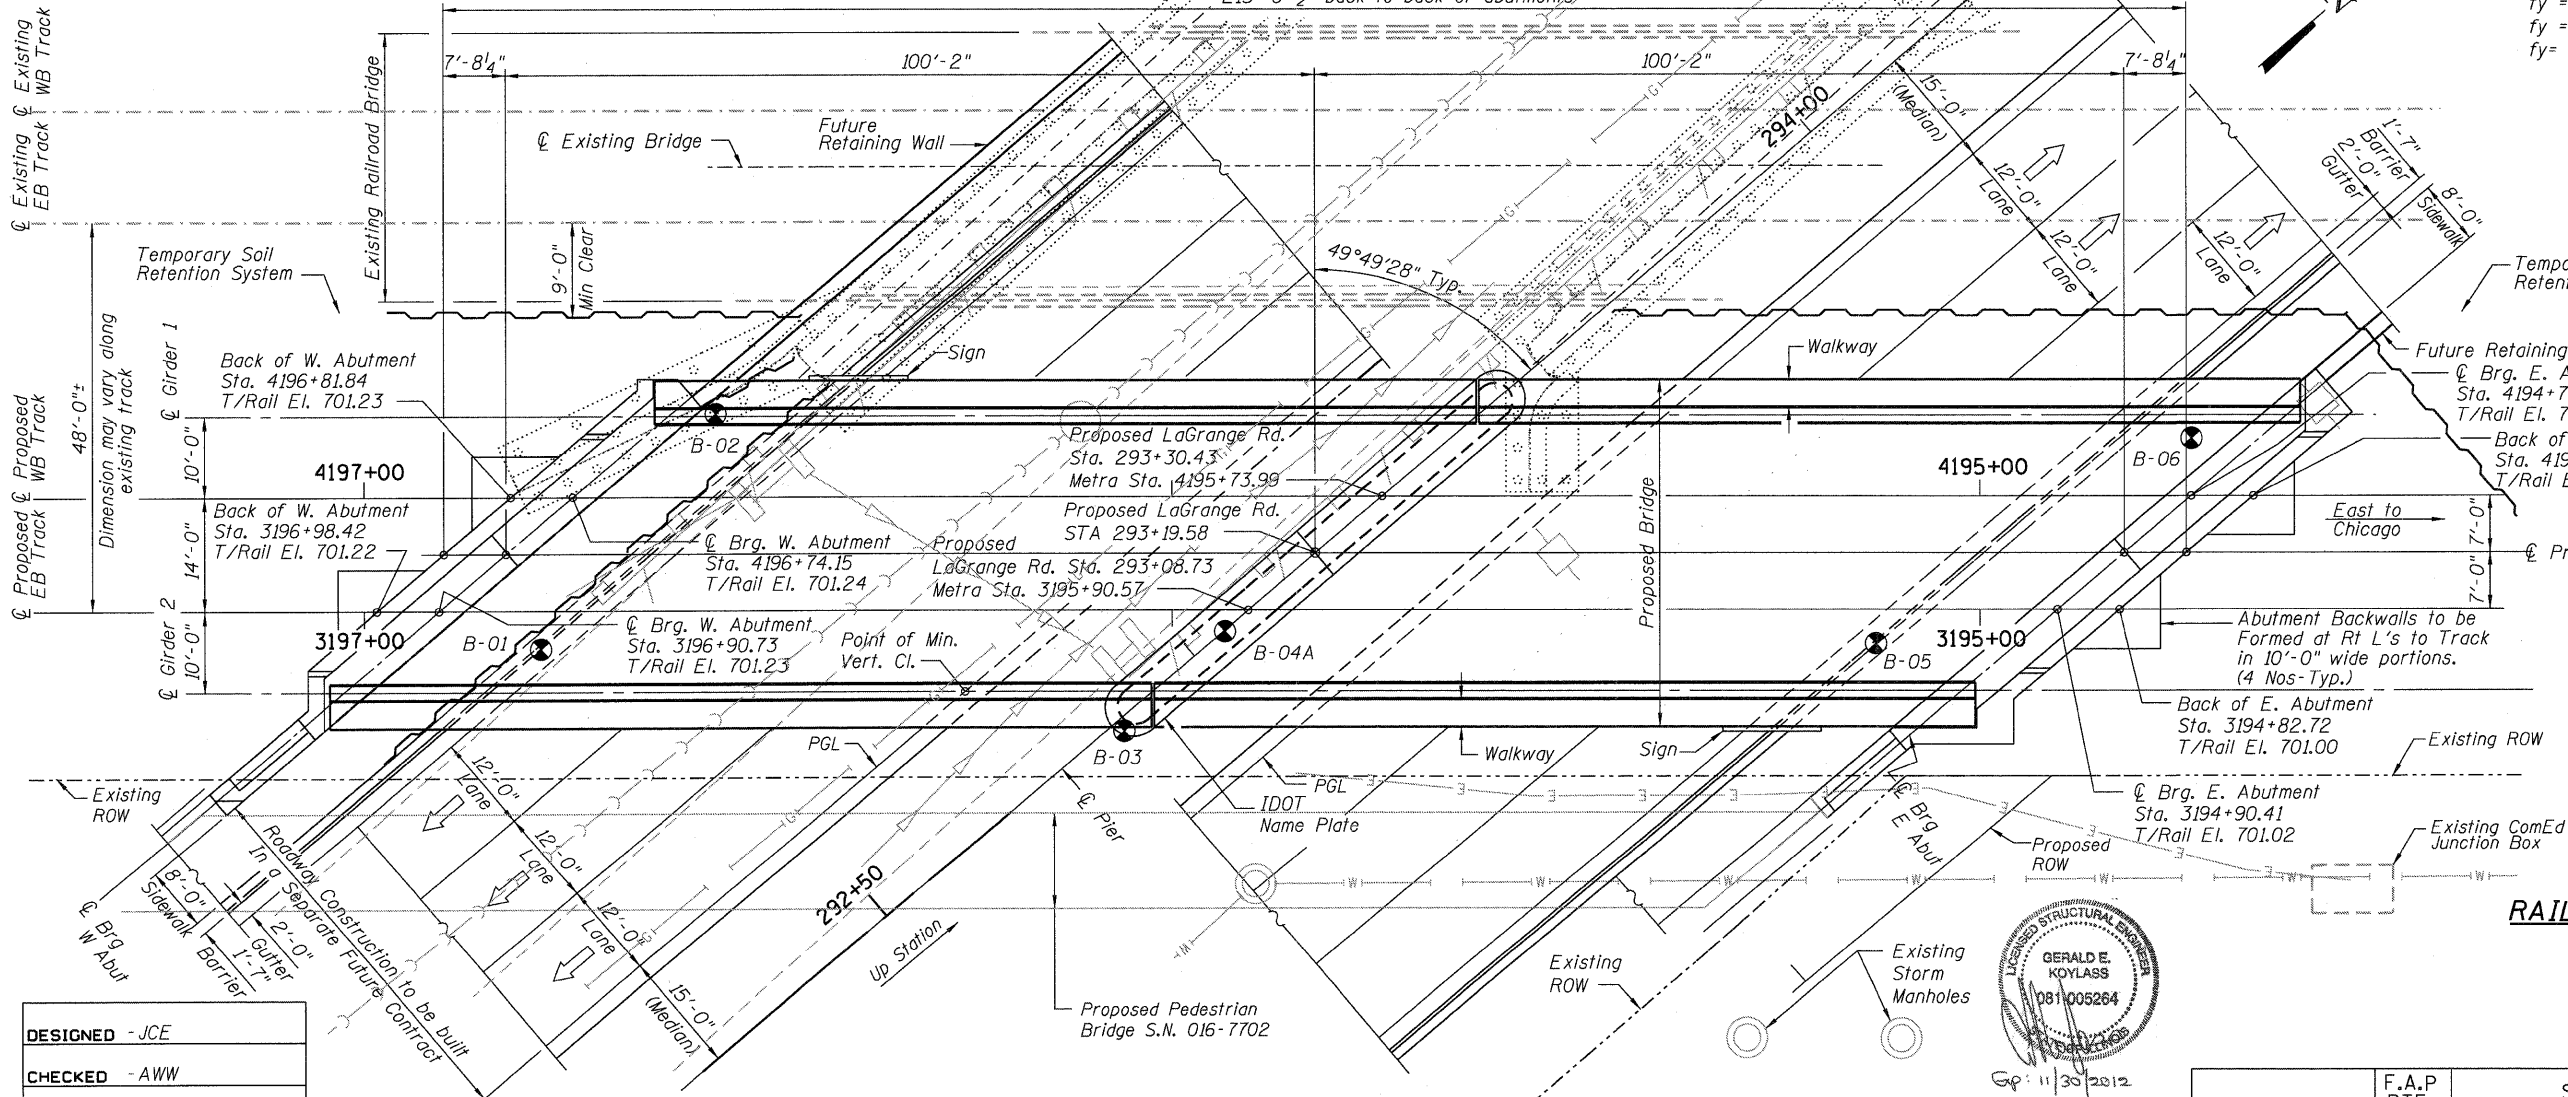 215'-8½" Back to Back of Abutments
fy =
fy =
fy=
7'-8¼"
100'-2"
100'-2"
7'-8¼"
℄ Existing
WB Track
℄ Existing
EB Track
Existing Railroad Bridge
℄ Existing Bridge
Future
Retaining Wall
294+00
15'-0"
(Median)
12'-0"
Lane
12'-0"
Lane
12'-0"
Lane
1'-7"
Barrier
2'-0"
Gutter
8'-0"
Sidewalk
Temporary Soil
Retention System
9'-0"
Min Clear
49°49'28" Typ.
48'-0"±
Dimension may vary along
existing track
℄ Girder 1
Back of W. Abutment
Sta. 4196+81.84
T/Rail El. 701.23
Sign
Walkway
Future Retaining
℄ Brg. E. A
Sta. 4194+7
T/Rail El. 7
Back of
Sta. 419
T/Rail E
B-02
B-06
10'-0"
℄ Proposed
WB Track
4197+00
Proposed LaGrange Rd.
Sta. 293+30.43
Metra Sta. 4195+73.99
4195+00
Proposed Bridge
Back of W. Abutment
Sta. 3196+98.42
T/Rail El. 701.22
Proposed LaGrange Rd.
STA 293+19.58
East to
Chicago
7'-0"
7'-0"
14'-0"
℄ Proposed
EB Track
℄ Brg. W. Abutment
Sta. 4196+74.15
T/Rail El. 701.24
Proposed
LaGrange Rd. Sta. 293+08.73
Metra Sta. 3195+90.57
℄ Pr
3197+00
B-01
℄ Brg. W. Abutment
Sta. 3196+90.73
T/Rail El. 701.23
Point of Min.
Vert. Cl.
B-04A
B-05
3195+00
Abutment Backwalls to be
Formed at Rt L's to Track
in 10'-0" wide portions.
(4 Nos-Typ.)
℄ Girder 2
10'-0"
Back of E. Abutment
Sta. 3194+82.72
T/Rail El. 701.00
Existing ROW
PGL
B-03
Walkway
Sign
Existing
ROW
12'-0"
Lane
12'-0"
Lane
12'-0"
Lane
15'-0"
(Median)
℄ Pier
PGL
IDOT
Name Plate
℄ Brg
E Abut
℄ Brg. E. Abutment
Sta. 3194+90.41
T/Rail El. 701.02
Proposed
ROW
Existing ComEd
Junction Box
Roadway Construction to be built
In a Separate Future Contract
8'-0"
Sidewalk
2'-0"
Gutter
1'-7"
Barrier
℄ Brg
W Abut
292+50
Up Station
Proposed Pedestrian
Bridge S.N. 016-7702
Existing
ROW
Existing
Storm
Manholes
LICENSED STRUCTURAL ENGINEER
GERALD E.
KOYLASS
081-005264
Exp: 11/30/2012
RAIL
DESIGNED - JCE
CHECKED - AWW
F.A.P